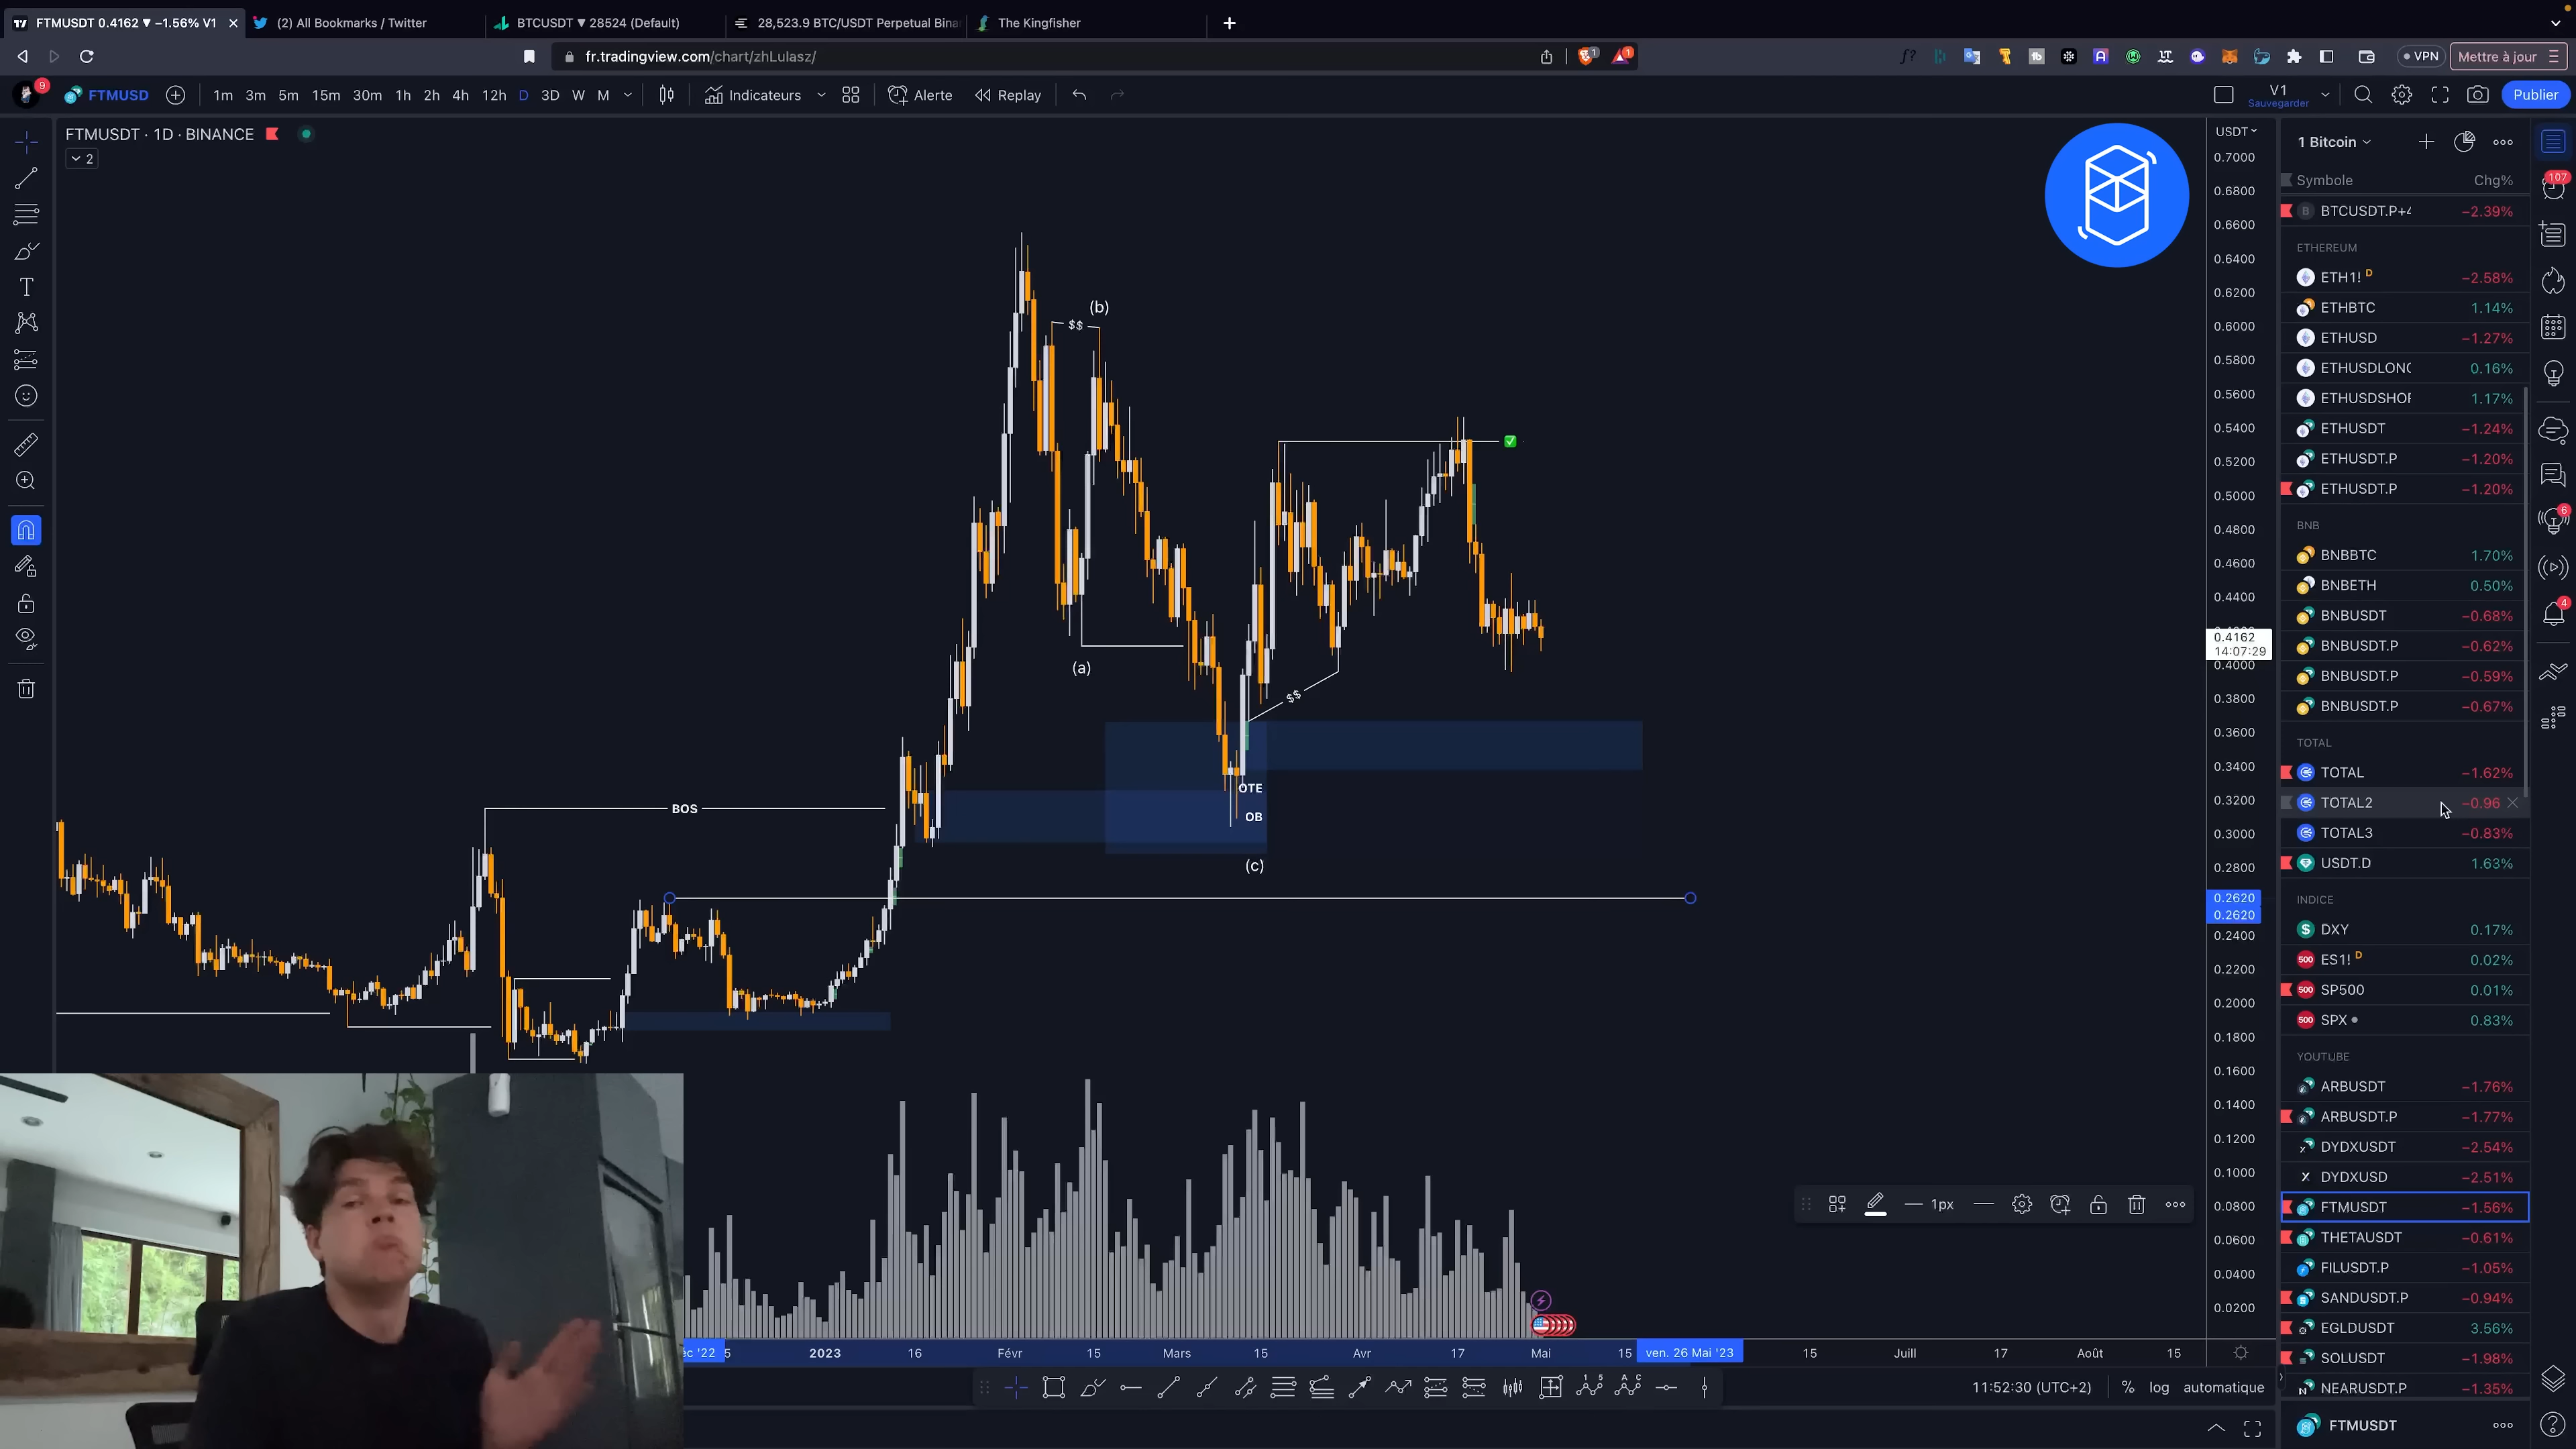 FTMUSDT 0.4162 ▼ −1.56% V1
(2) All Bookmarks / Twitter
BTCUSDT ▼ 28524 (Default)
28,523.9 BTC/USDT Perpetual Bina
The Kingfisher
fr.tradingview.com/chart/zhLulasz/
VPN
Mettre à jour
9
FTMUSD
1m 3m 5m 15m 30m 1h 2h 4h 12h D 3D W M
Indicateurs
Alerte
Replay
V1
Sauvegarder
Publier
FTMUSDT · 1D · BINANCE
2
USDT
0.7000
0.6800
0.6600
0.6400
0.6200
0.6000
0.5800
0.5600
0.5400
0.5200
0.5000
0.4800
0.4600
0.4400
0.4162
14:07:29
0.4000
0.3800
0.3600
0.3400
0.3200
0.3000
0.2800
0.2620
0.2620
0.2400
0.2200
0.2000
0.1800
0.1600
0.1400
0.1200
0.1000
0.0800
0.0600
0.0400
0.0200
(b)
$$
(a)
$$
OTE
OB
(c)
BOS
1px
éc '22 5 2023 16 Févr 15 Mars 15 Avr 17 Mai 15 ven. 26 Mai '23 15 Juill 17 Août 15
11:52:30 (UTC+2) % log automatique
1 Bitcoin
Symbole Chg%
BTCUSDT.P+4 −2.39%
ETHEREUM
ETH1! D −2.58%
ETHBTC 1.14%
ETHUSD −1.27%
ETHUSDLONG 0.16%
ETHUSDSHOR 1.17%
ETHUSDT −1.24%
ETHUSDT.P −1.20%
ETHUSDT.P −1.20%
BNB
BNBBTC 1.70%
BNBETH 0.50%
BNBUSDT −0.68%
BNBUSDT.P −0.62%
BNBUSDT.P −0.59%
BNBUSDT.P −0.67%
TOTAL
TOTAL −1.62%
TOTAL2 −0.96
TOTAL3 −0.83%
USDT.D 1.63%
INDICE
DXY 0.17%
ES1! D 0.02%
SP500 0.01%
SPX 0.83%
YOUTUBE
ARBUSDT −1.76%
ARBUSDT.P −1.77%
DYDXUSDT −2.54%
DYDXUSD −2.51%
FTMUSDT −1.56%
THETAUSDT −0.61%
FILUSDT.P −1.05%
SANDUSDT.P −0.94%
EGLDUSDT 3.56%
SOLUSDT −1.98%
NEARUSDT.P −1.35%
FTMUSDT
107
6
4